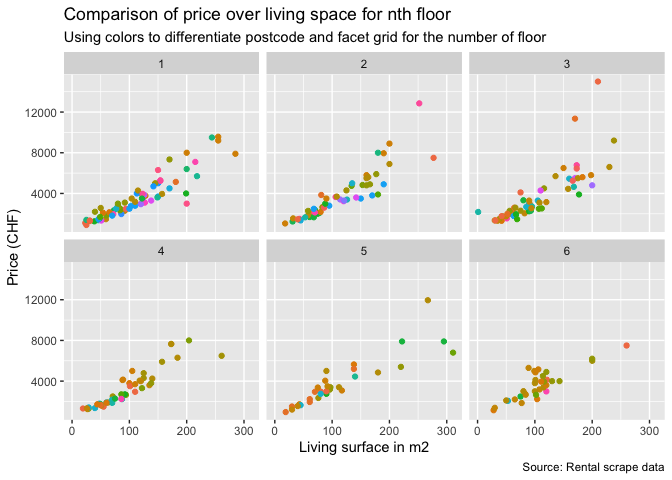 Comparison of price over living space for nth floor
Using colors to differentiate postcode and facet grid for the number of floor
1 2 3
12000
8000
4000
4 5 6
12000
8000
4000
Price (CHF)
0 100 200 300 0 100 200 300 0 100 200 300
Living surface in m2
Source: Rental scrape data